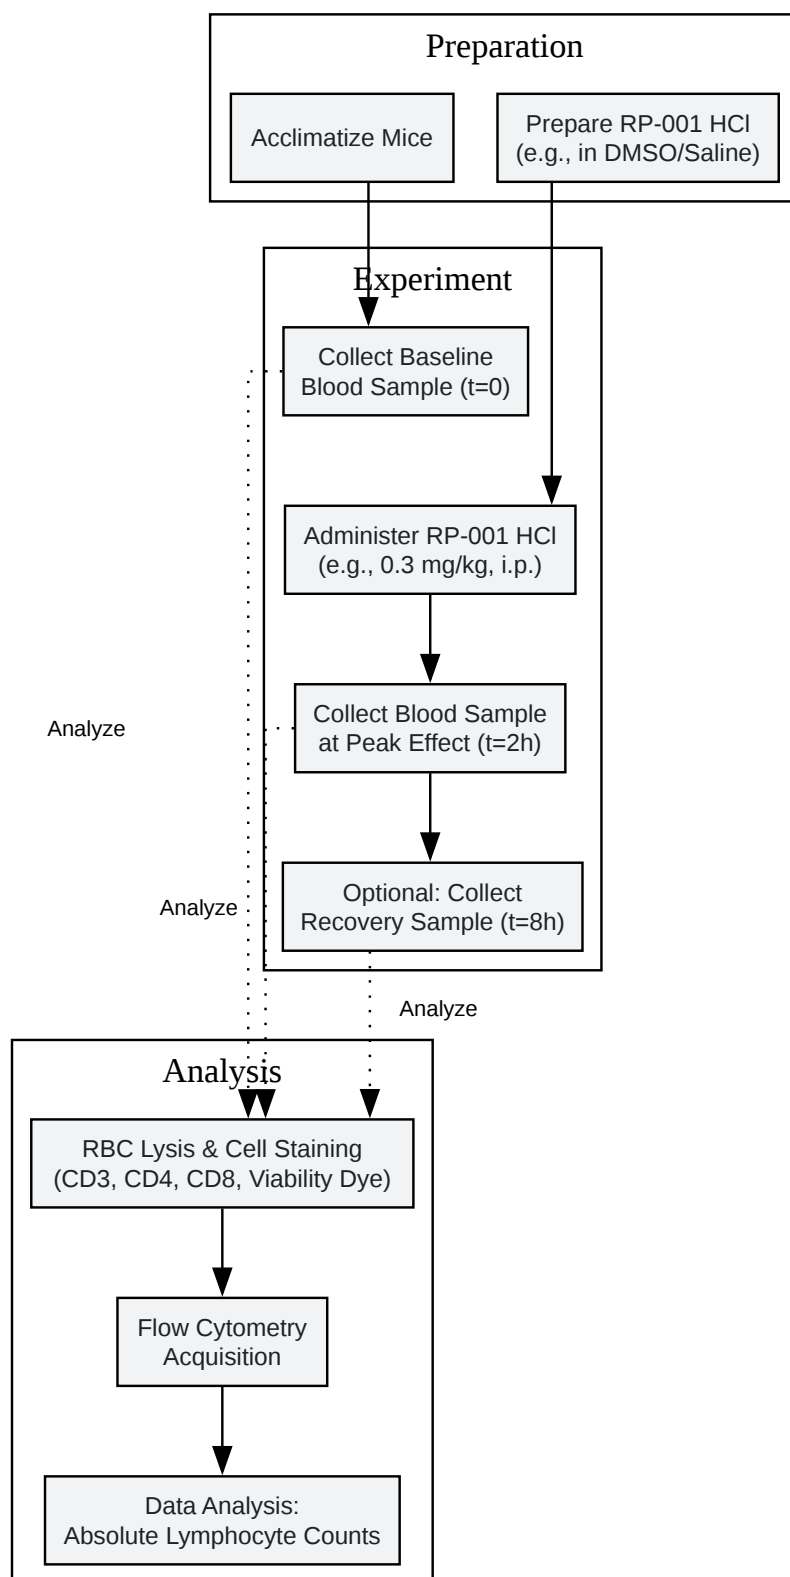 Preparation
Acclimatize Mice
Prepare RP-001 HCl
(e.g., in DMSO/Saline)
Experiment
Collect Baseline
Blood Sample (t=0)
Administer RP-001 HCl
(e.g., 0.3 mg/kg, i.p.)
Collect Blood Sample
at Peak Effect (t=2h)
Analyze
Optional: Collect
Recovery Sample (t=8h)
Analyze
Analyze
Analysis
RBC Lysis & Cell Staining
(CD3, CD4, CD8, Viability Dye)
Flow Cytometry
Acquisition
Data Analysis:
Absolute Lymphocyte Counts